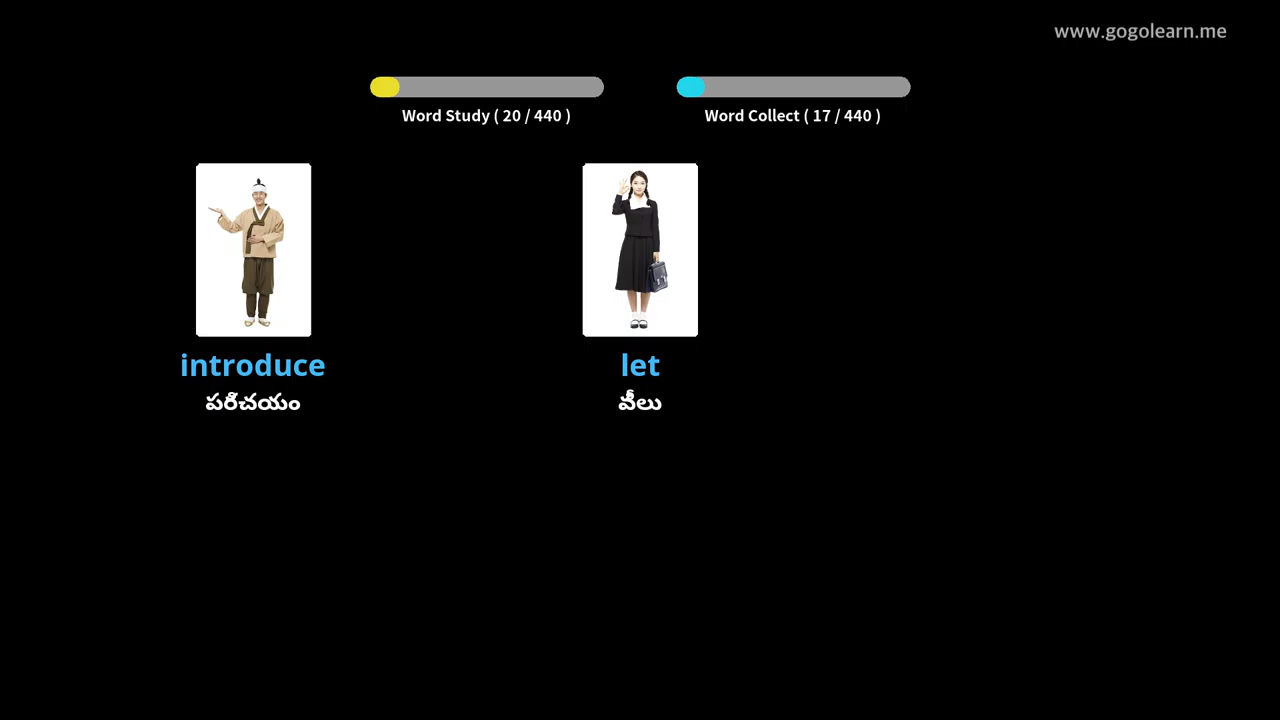 www.gogolearn.me
Word Study ( 20 / 440 )
Word Collect ( 17 / 440 )
introduce
పరిచయం
let
వీలు